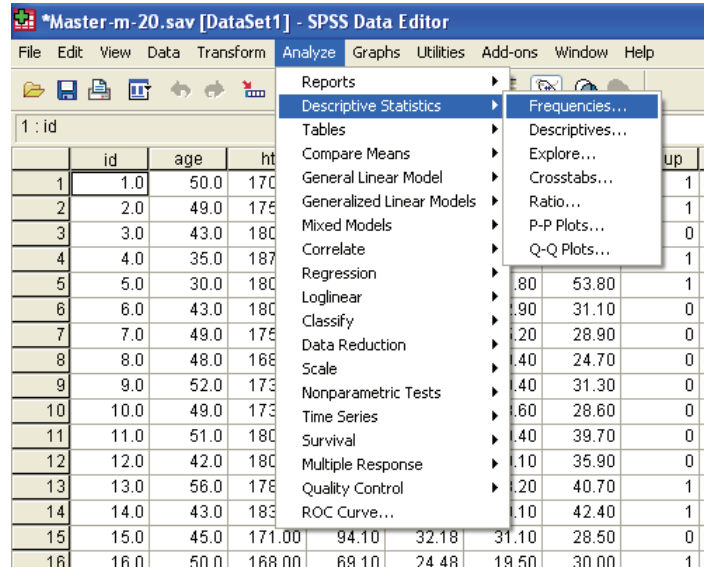 *Master-m-20.sav [DataSet1] - SPSS Data Editor
File Edit View Data Transform Analyze Graphs Utilities Add-ons Window Help
1 : id
Reports
Descriptive Statistics
Tables
Compare Means
General Linear Model
Generalized Linear Models
Mixed Models
Correlate
Regression
Loglinear
Classify
Data Reduction
Scale
Nonparametric Tests
Time Series
Survival
Multiple Response
Quality Control
ROC Curve...
Frequencies...
Descriptives...
Explore...
Crosstabs...
Ratio...
P-P Plots...
Q-Q Plots...
id age ht up
1 1.0 50.0 170 1
2 2.0 49.0 175 1
3 3.0 43.0 180 0
4 4.0 35.0 187 1
5 5.0 30.0 180 .80 53.80 1
6 6.0 43.0 180 .90 31.10 0
7 7.0 49.0 175 .20 28.90 0
8 8.0 48.0 168 .40 24.70 0
9 9.0 52.0 173 .40 31.30 0
10 10.0 49.0 173 .60 28.60 0
11 11.0 51.0 180 .40 39.70 0
12 12.0 42.0 180 .10 35.90 0
13 13.0 56.0 178 .20 40.70 1
14 14.0 43.0 183 .10 42.40 1
15 15.0 45.0 171.00 94.10 32.18 31.10 28.50 0
16 16.0 50.0 168.00 69.10 24.48 19.50 30.00 1